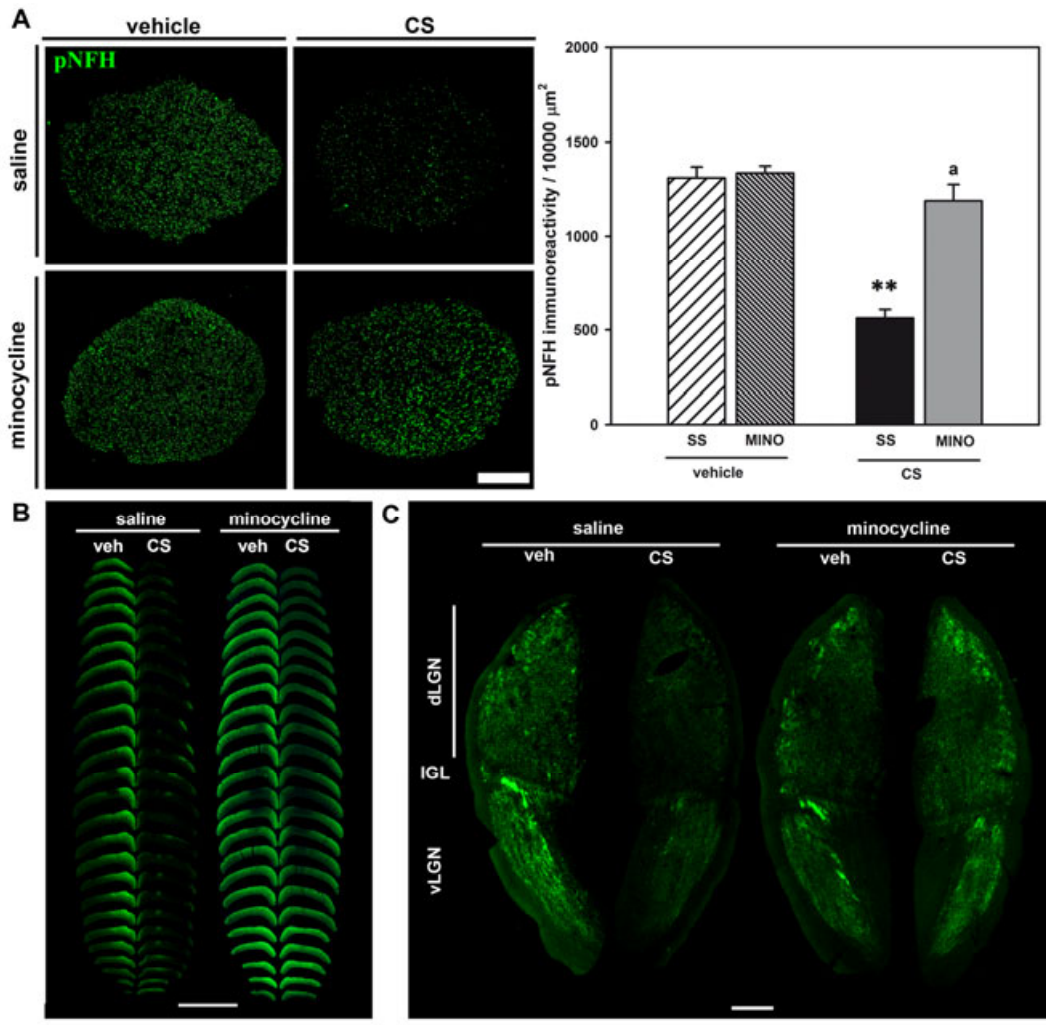 A
vehicle
CS
pNFH
saline
minocycline
pNFH immunoreactivity / 10000 µm²
2000
1500
1000
500
0
**
a
SS
MINO
SS
MINO
vehicle
CS
B
saline
minocycline
veh CS
veh CS
C
saline
minocycline
veh
CS
veh
CS
dLGN
IGL
vLGN